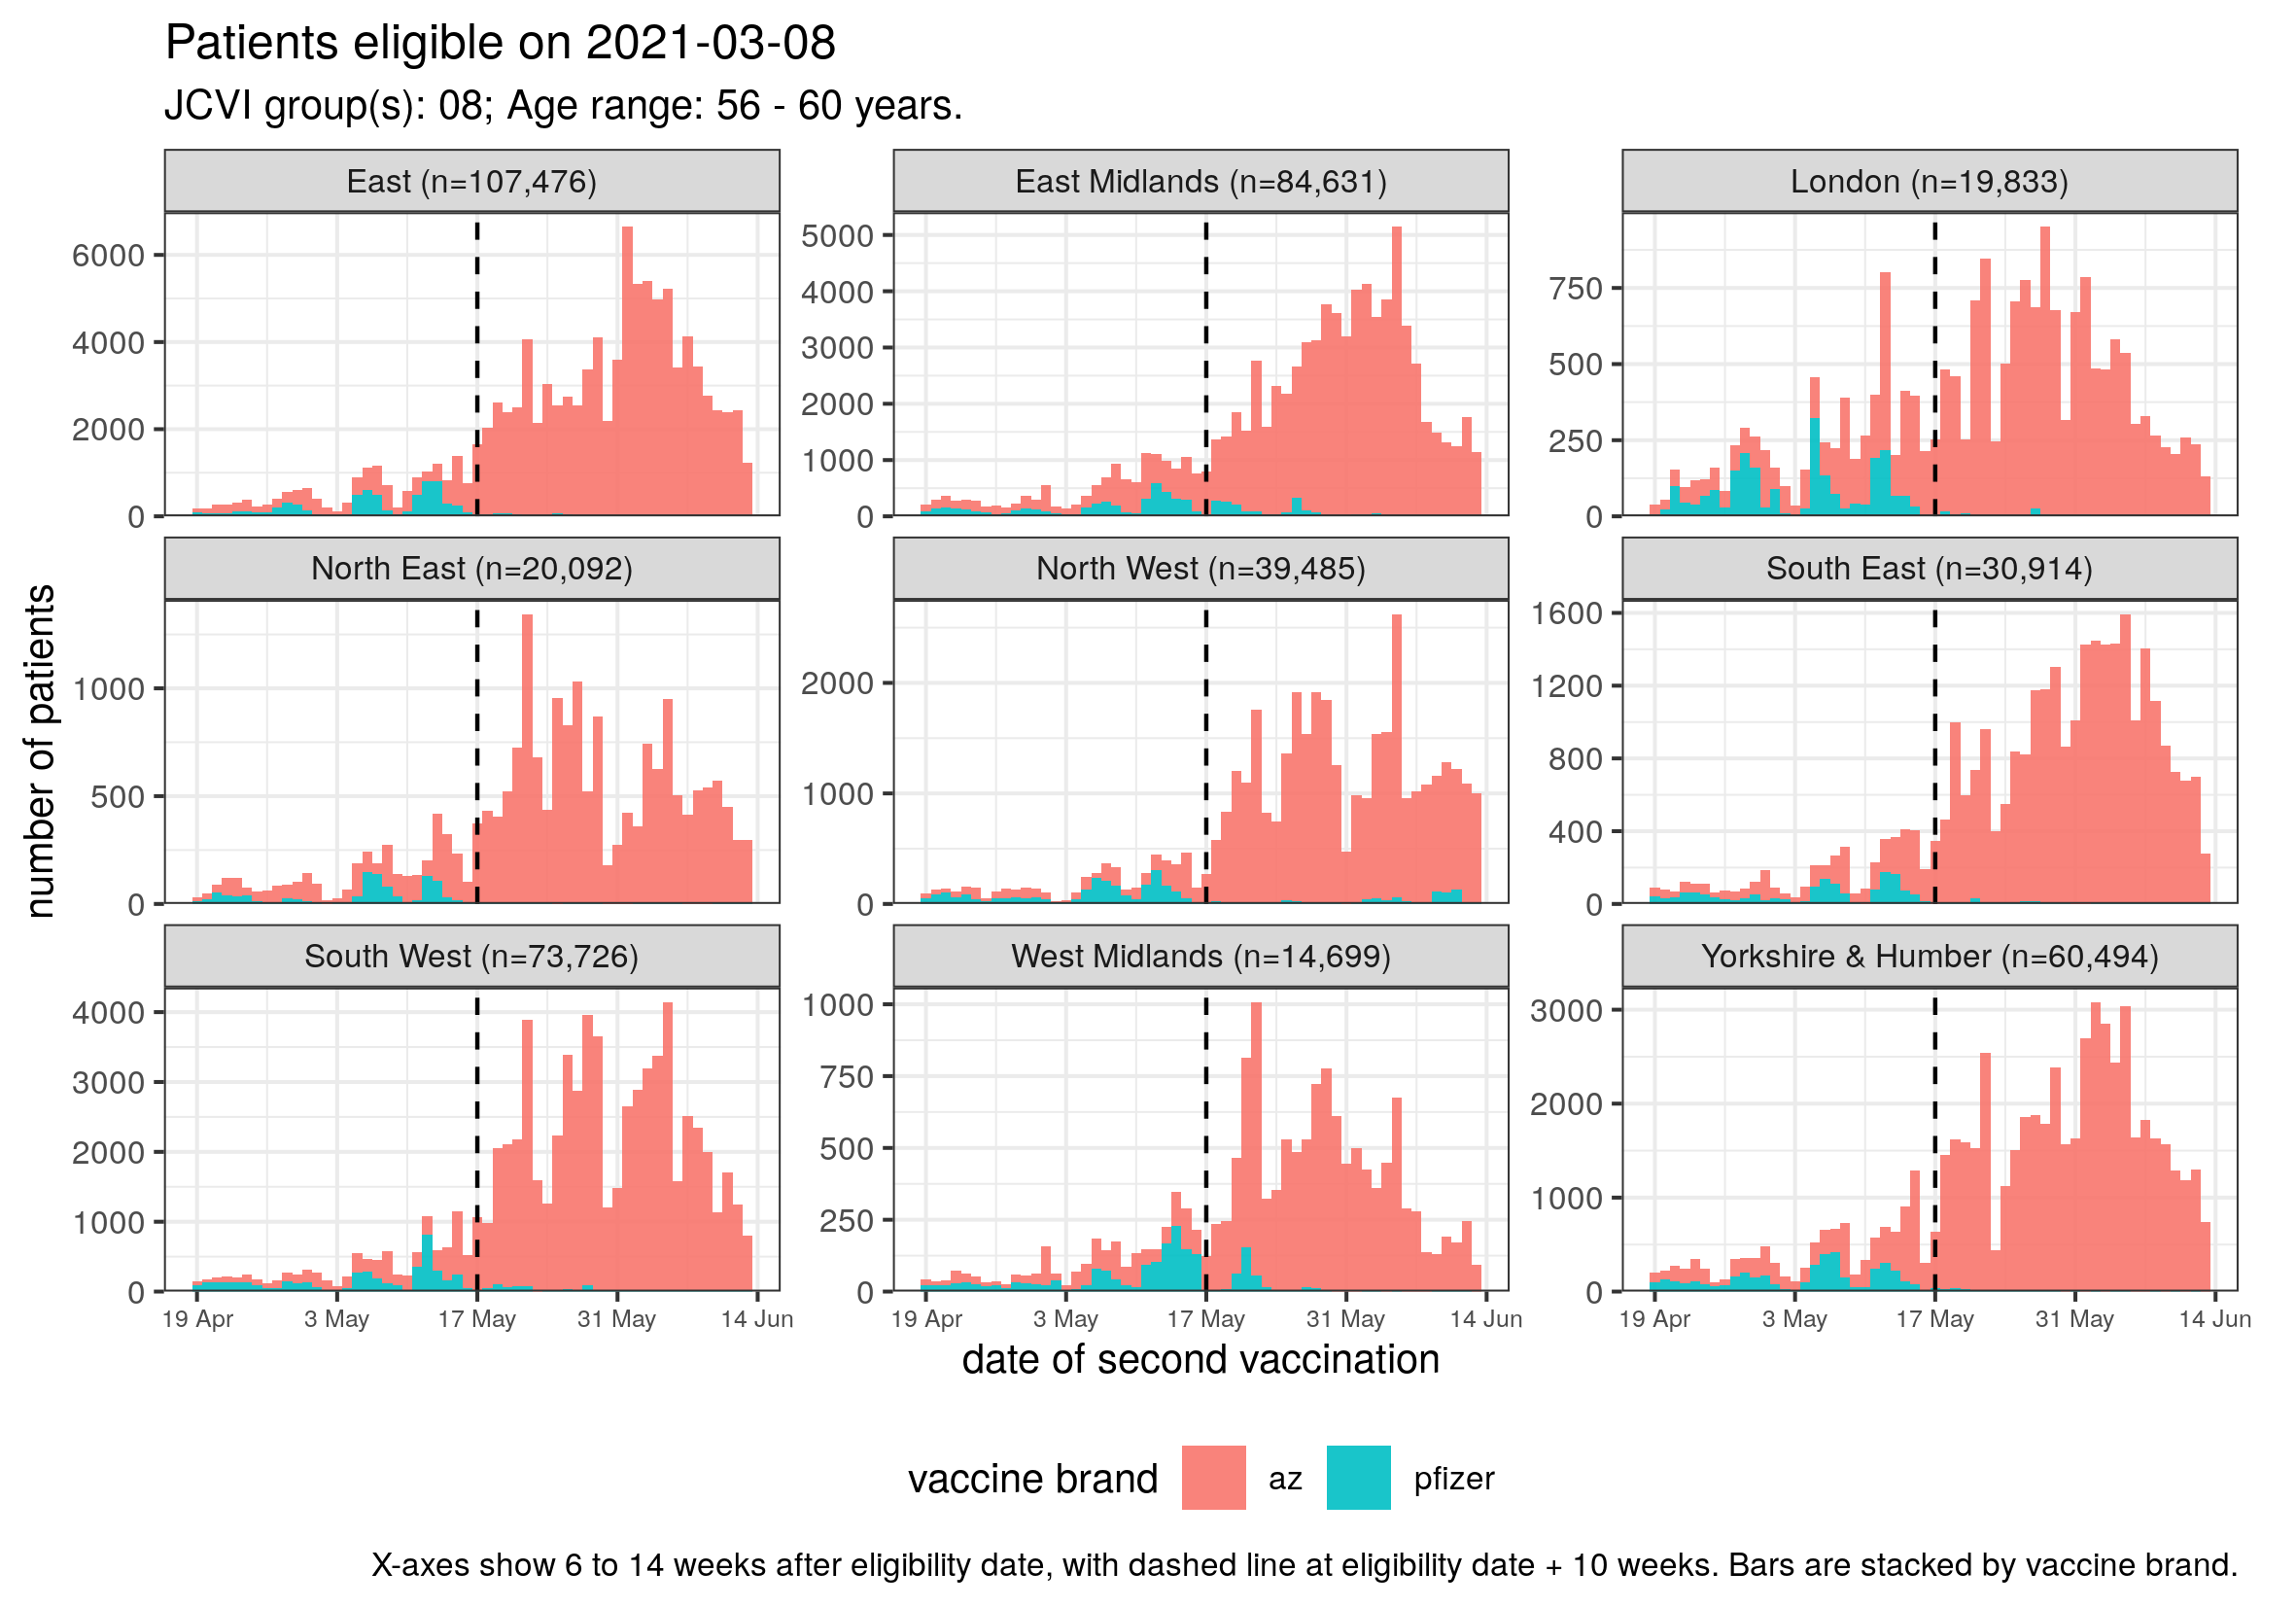 Patients eligible on 2021-03-08
JCVI group(s): 08; Age range: 56 - 60 years.
East (n=107,476)
East Midlands (n=84,631)
London (n=19,833)
6000
4000
2000
0
5000
4000
3000
2000
1000
0
750
500
250
0
North East (n=20,092)
North West (n=39,485)
South East (n=30,914)
1000
500
0
2000
1000
0
1600
1200
800
400
0
number of patients
South West (n=73,726)
West Midlands (n=14,699)
Yorkshire & Humber (n=60,494)
4000
3000
2000
1000
0
1000
750
500
250
0
3000
2000
1000
0
19 Apr 3 May 17 May 31 May 14 Jun
19 Apr 3 May 17 May 31 May 14 Jun
19 Apr 3 May 17 May 31 May 14 Jun
date of second vaccination
vaccine brand az pfizer
X-axes show 6 to 14 weeks after eligibility date, with dashed line at eligibility date + 10 weeks. Bars are stacked by vaccine brand.